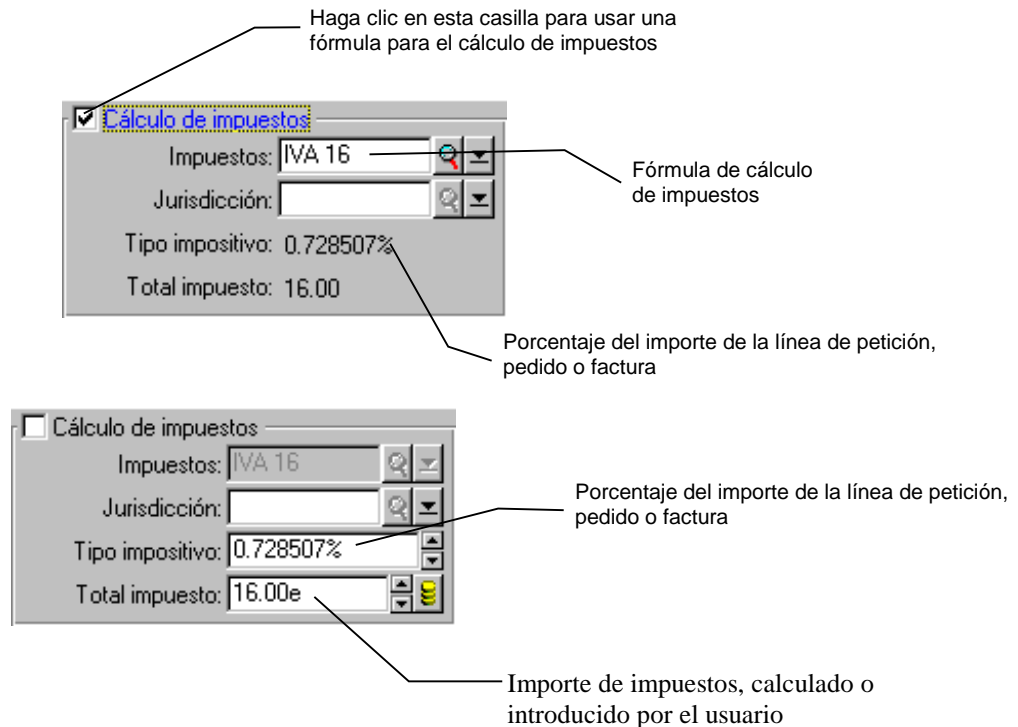 Haga clic en esta casilla para usar una
fórmula para el cálculo de impuestos
Cálculo de impuestos
Impuestos: IVA 16
Fórmula de cálculo
de impuestos
Jurisdicción:
Tipo impositivo: 0.728507%
Total impuesto: 16.00
Porcentaje del importe de la línea de petición,
pedido o factura
Cálculo de impuestos
Impuestos: IVA 16
Jurisdicción:
Porcentaje del importe de la línea de petición,
pedido o factura
Tipo impositivo: 0.728507%
Total impuesto: 16.00e
Importe de impuestos, calculado o
introducido por el usuario